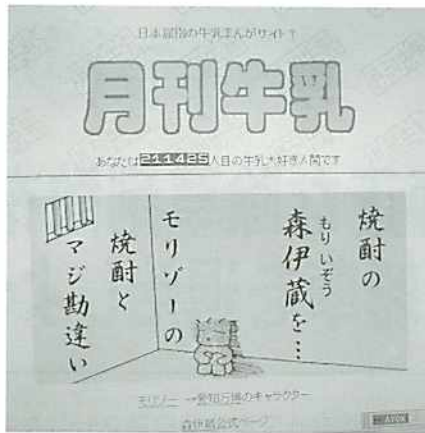 日本屈指の牛乳まんがサイト?
月刊牛乳
あなたは211425人目の牛乳大好き人間です
焼酎の
もりいぞう
森伊蔵を…
モリゾーの
焼酎と
マジ勘違い
モリゾー →愛知万博のキャラクター
森伊蔵公式ページ